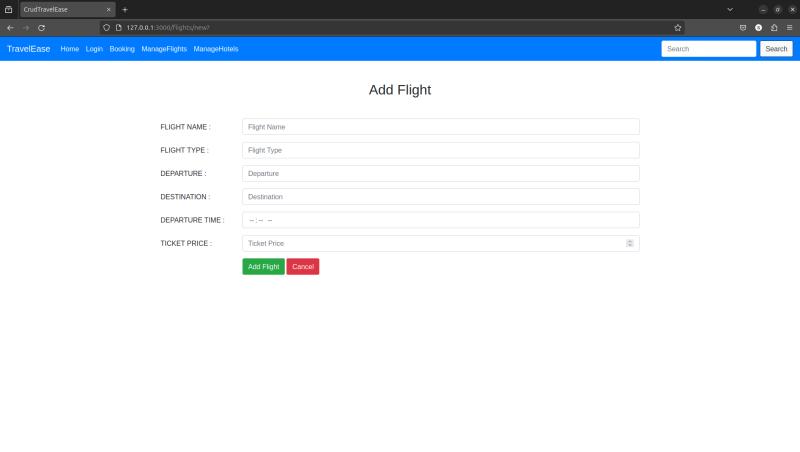 CrudTravelEase
127.0.0.1:3000/flights/new?
TravelEase Home Login Booking ManageFlights ManageHotels Search Search
Add Flight
FLIGHT NAME : Flight Name
FLIGHT TYPE : Flight Type
DEPARTURE : Departure
DESTINATION : Destination
DEPARTURE TIME : --:-- --
TICKET PRICE : Ticket Price
Add Flight Cancel